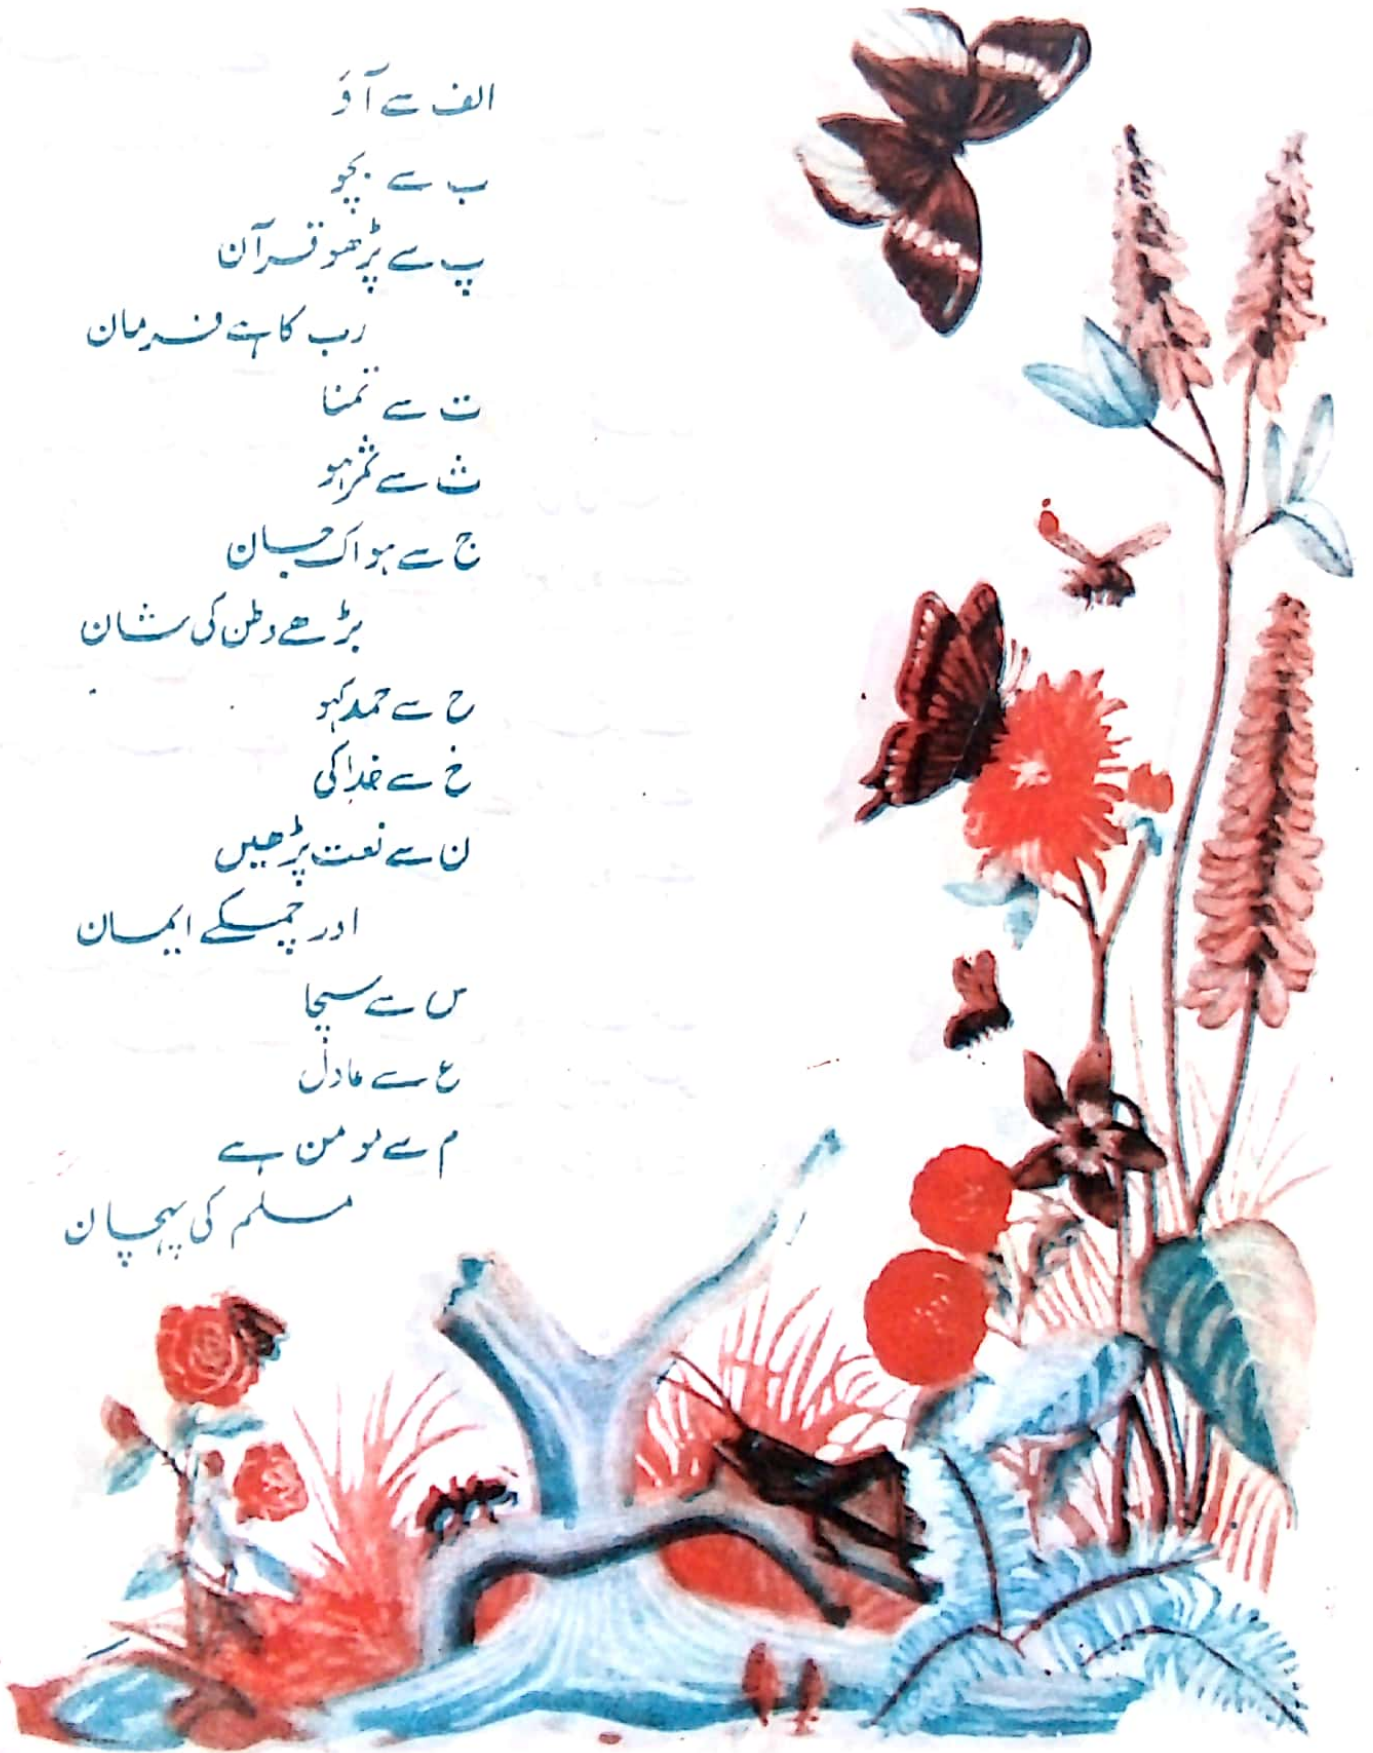 الف سے آؤ
ب سے بچو
پ سے پڑھو قرآن
رب کا ہے فرمان
ت سے تمنا
ث سے ثمر ہو
ج سے ہو اک جان
بڑھے وطن کی شان
ح سے حمد کہو
خ سے خدا کی
ن سے نعت پڑھیں
اور چمکے ایمان
س سے سچا
ع سے عادل
م سے مومن ہے
مسلم کی پہچان